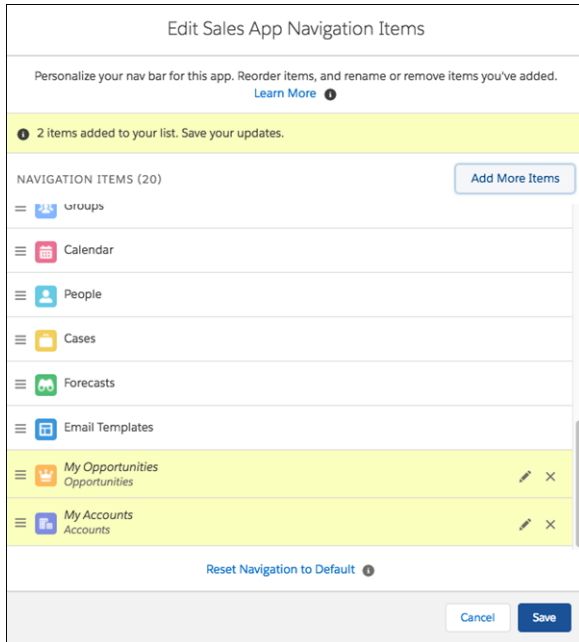 Edit Sales App Navigation Items
Personalize your nav bar for this app. Reorder items, and rename or remove items you've added.
Learn More
2 items added to your list. Save your updates.
NAVIGATION ITEMS (20)
Add More Items
Groups
Calendar
People
Cases
Forecasts
Email Templates
My Opportunities
Opportunities
My Accounts
Accounts
Reset Navigation to Default
Cancel
Save